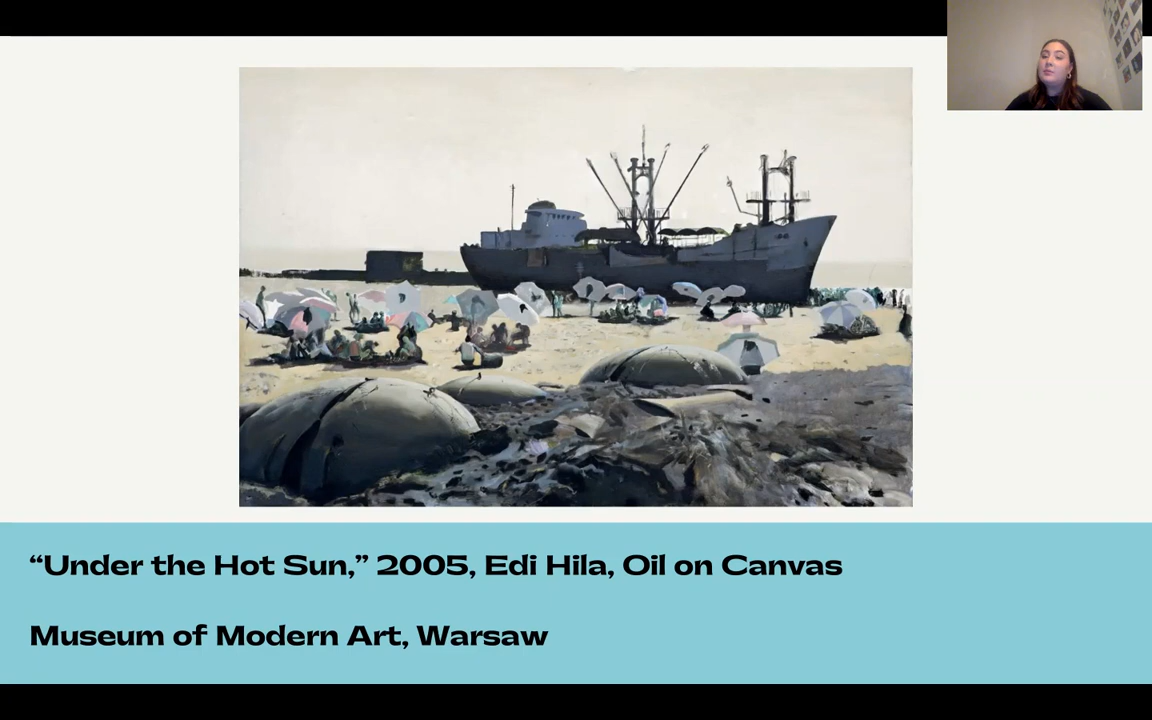 “Under the Hot Sun,” 2005, Edi Hila, Oil on Canvas
Museum of Modern Art, Warsaw